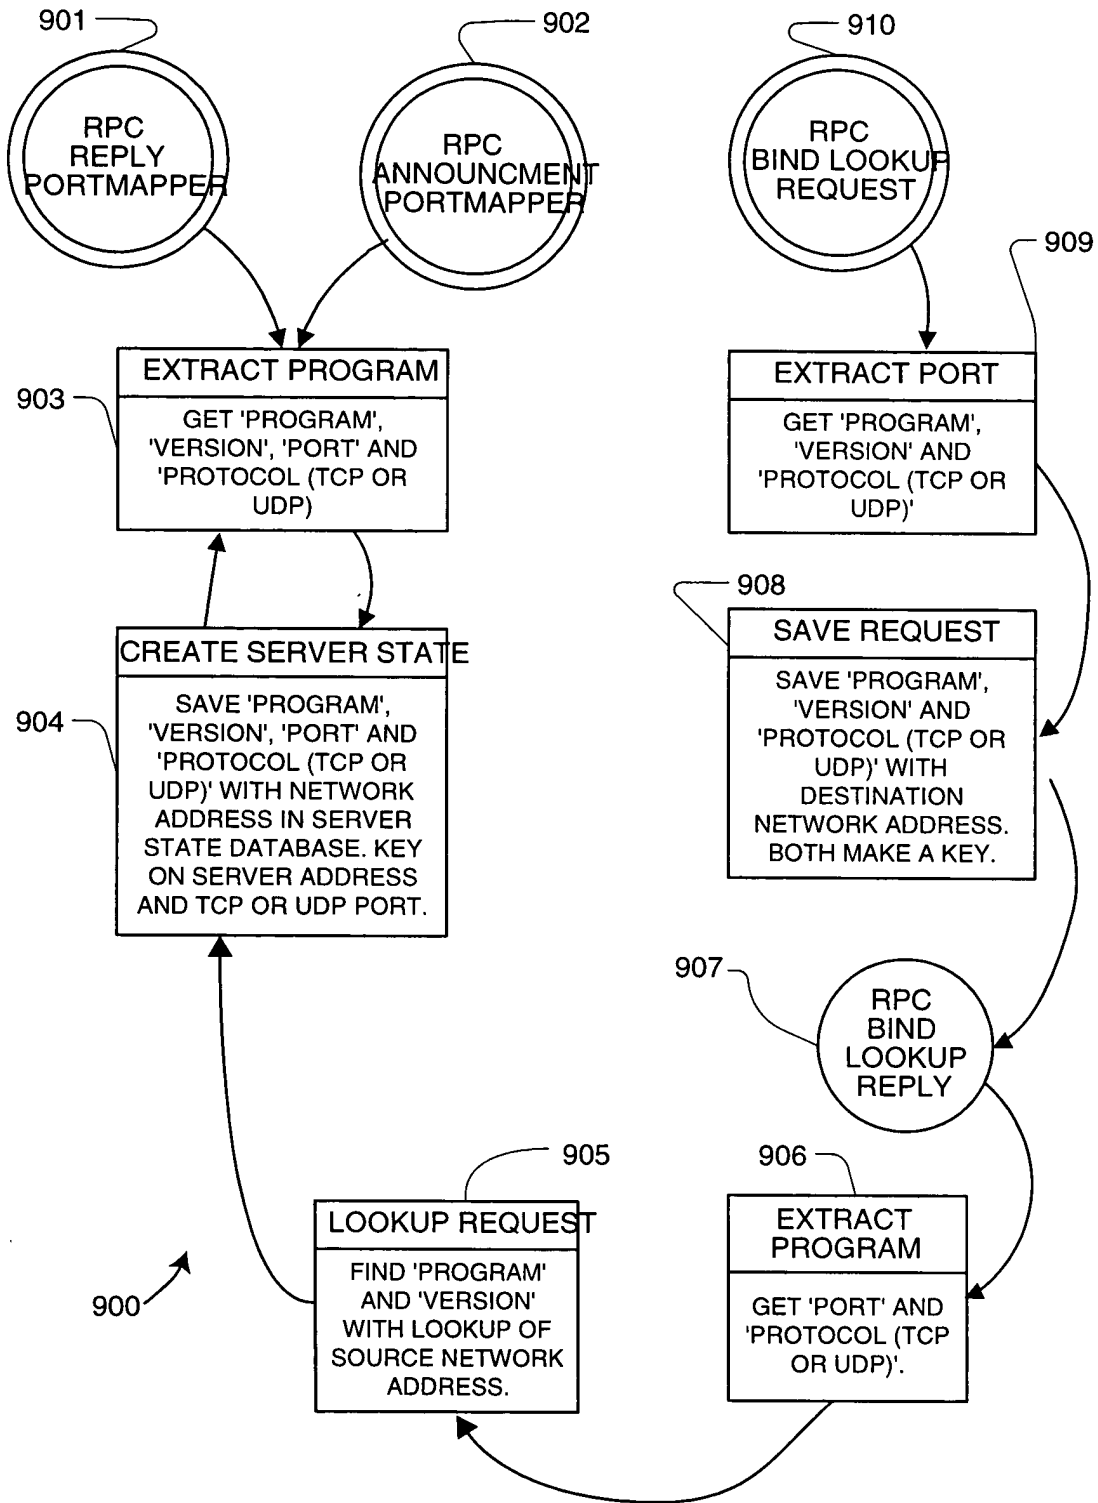 901
902
910
RPC
REPLY
PORTMAPPER
RPC
ANNOUNCMENT
PORTMAPPER
RPC
BIND LOOKUP
REQUEST
909
903
EXTRACT PROGRAM
GET 'PROGRAM',
'VERSION', 'PORT' AND
'PROTOCOL (TCP OR
UDP)
EXTRACT PORT
GET 'PROGRAM',
'VERSION' AND
'PROTOCOL (TCP OR
UDP)'
908
904
CREATE SERVER STATE
SAVE 'PROGRAM',
'VERSION', 'PORT' AND
'PROTOCOL (TCP OR
UDP)' WITH NETWORK
ADDRESS IN SERVER
STATE DATABASE. KEY
ON SERVER ADDRESS
AND TCP OR UDP PORT.
SAVE REQUEST
SAVE 'PROGRAM',
'VERSION' AND
'PROTOCOL (TCP OR
UDP)' WITH
DESTINATION
NETWORK ADDRESS.
BOTH MAKE A KEY.
907
RPC
BIND
LOOKUP
REPLY
905
906
LOOKUP REQUEST
FIND 'PROGRAM'
AND 'VERSION'
WITH LOOKUP OF
SOURCE NETWORK
ADDRESS.
EXTRACT
PROGRAM
GET 'PORT' AND
'PROTOCOL (TCP
OR UDP)'.
900